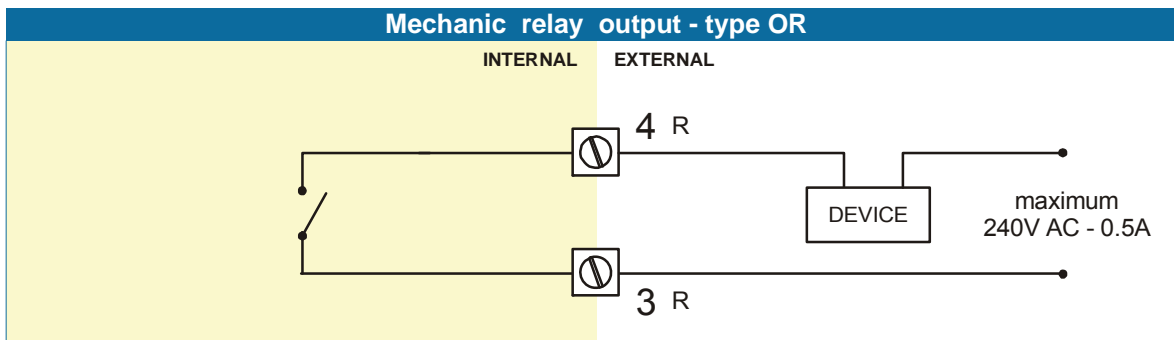 Mechanic relay output - type OR
INTERNAL EXTERNAL
4 R
DEVICE
maximum
240V AC - 0.5A
3 R